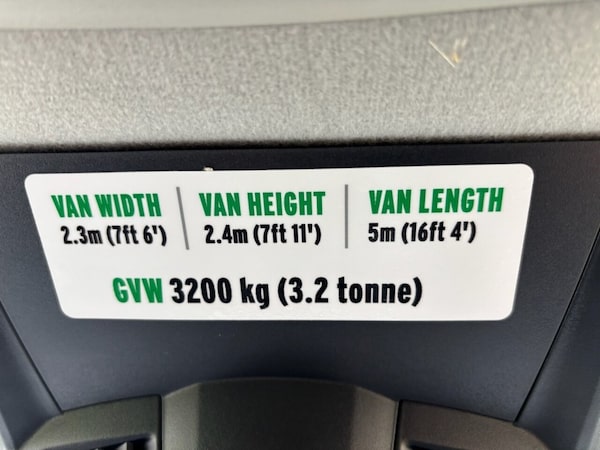 VAN WIDTH | VAN HEIGHT | VAN LENGTH
2.3m (7ft 6') | 2.4m (7ft 11') | 5m (16ft 4')
GVW 3200 kg (3.2 tonne)